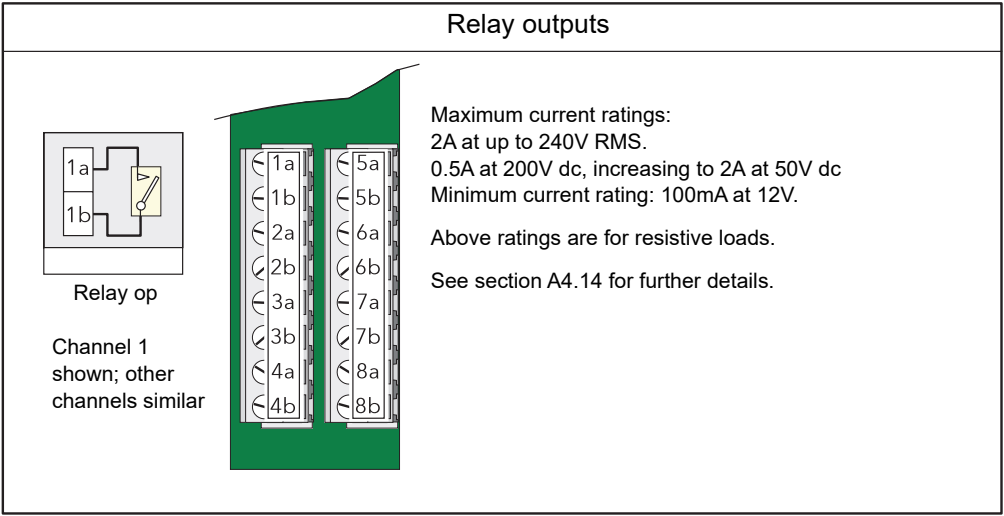 Relay outputs
1a
1b
Relay op
Channel 1
shown; other
channels similar
1a
1b
2a
2b
3a
3b
4a
4b
5a
5b
6a
6b
7a
7b
8a
8b
Maximum current ratings:
2A at up to 240V RMS.
0.5A at 200V dc, increasing to 2A at 50V dc
Minimum current rating: 100mA at 12V.
Above ratings are for resistive loads.
See section A4.14 for further details.